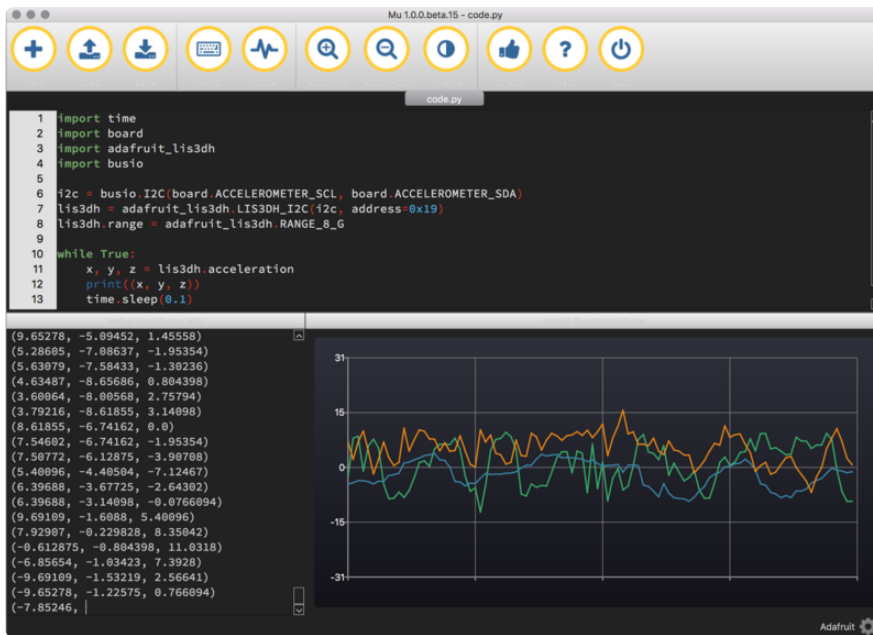 Mu 1.0.0.beta.15 - code.py
code.py
1 import time
2 import board
3 import adafruit_lis3dh
4 import busio
5
6 i2c = busio.I2C(board.ACCELEROMETER_SCL, board.ACCELEROMETER_SDA)
7 lis3dh = adafruit_lis3dh.LIS3DH_I2C(i2c, address=0x19)
8 lis3dh.range = adafruit_lis3dh.RANGE_8_G
9
10 while True:
11     x, y, z = lis3dh.acceleration
12     print((x, y, z))
13     time.sleep(0.1)
(9.65278, -5.09452, 1.45558)
(5.28605, -7.08637, -1.95354)
(5.63079, -7.58433, -1.30236)
(4.63487, -8.65686, 0.804398)
(3.60064, -8.00568, 2.75794)
(3.79216, -8.61855, 3.14098)
(8.61855, -6.74162, 0.0)
(7.54602, -6.74162, -1.95354)
(7.50772, -6.12875, -3.90708)
(5.40096, -4.40504, -7.12467)
(6.39688, -3.67725, -2.64302)
(6.39688, -3.14098, -0.0766094)
(9.69109, -1.6088, 5.40096)
(7.92907, -0.229828, 8.35042)
(-0.612875, -0.804398, 11.0318)
(-6.85654, -1.03423, 7.3928)
(-9.69109, -1.53219, 2.56641)
(-9.65278, -1.22575, 0.766094)
(-7.85246,
31
15
0
-15
-31
Adafruit